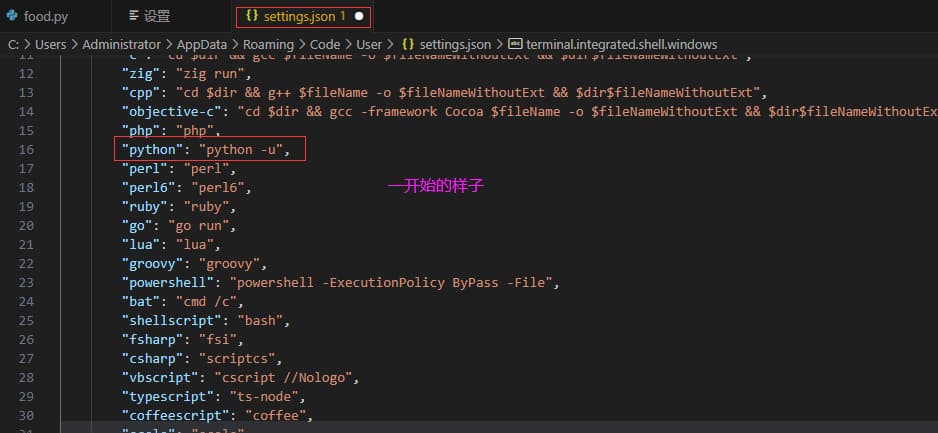 food.py 设置 {} settings.json 1
C: > Users > Administrator > AppData > Roaming > Code > User > {} settings.json > abc terminal.integrated.shell.windows
11 "c": "cd $dir && gcc $fileName -o $fileNameWithoutExt && $dir$fileNameWithoutExt",
12 "zig": "zig run",
13 "cpp": "cd $dir && g++ $fileName -o $fileNameWithoutExt && $dir$fileNameWithoutExt",
14 "objective-c": "cd $dir && gcc -framework Cocoa $fileName -o $fileNameWithoutExt && $dir$fileNameWithoutEx
15 "php": "php",
16 "python": "python -u",
17 "perl": "perl",
18 "perl6": "perl6",
一开始的样子
19 "ruby": "ruby",
20 "go": "go run",
21 "lua": "lua",
22 "groovy": "groovy",
23 "powershell": "powershell -ExecutionPolicy ByPass -File",
24 "bat": "cmd /c",
25 "shellscript": "bash",
26 "fsharp": "fsi",
27 "csharp": "scriptcs",
28 "vbscript": "cscript //Nologo",
29 "typescript": "ts-node",
30 "coffeescript": "coffee",
31 "scala": "scala"